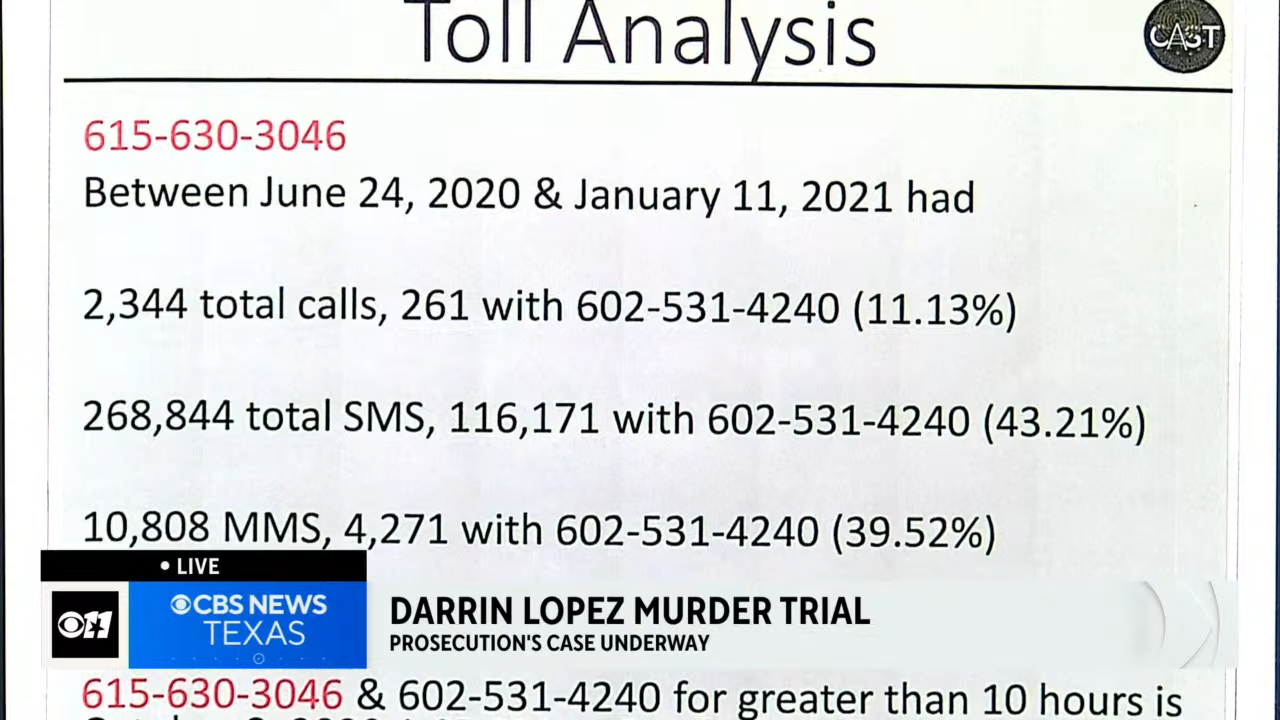 Toll Analysis
CAST
615-630-3046
Between June 24, 2020 & January 11, 2021 had
2,344 total calls, 261 with 602-531-4240 (11.13%)
268,844 total SMS, 116,171 with 602-531-4240 (43.21%)
10,808 MMS, 4,271 with 602-531-4240 (39.52%)
• LIVE
11
CBS NEWS
TEXAS
DARRIN LOPEZ MURDER TRIAL
PROSECUTION'S CASE UNDERWAY
615-630-3046 & 602-531-4240 for greater than 10 hours is